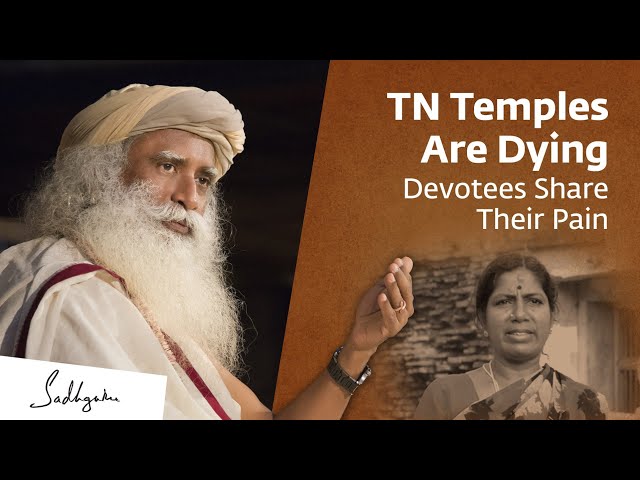 TN Temples
Are Dying
Devotees Share
Their Pain
Sadhguru